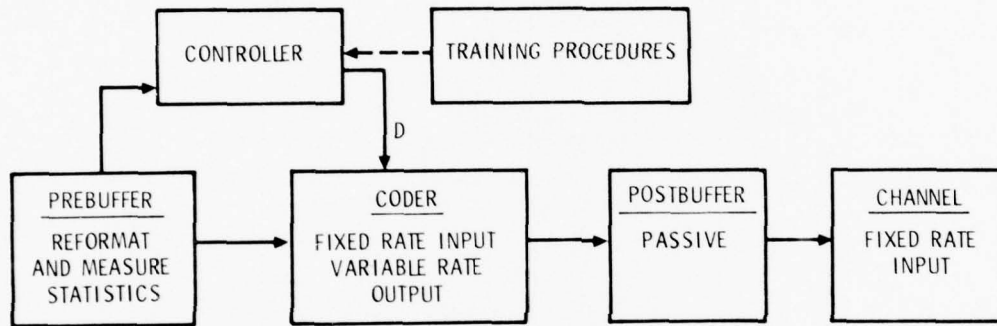 CONTROLLER
TRAINING PROCEDURES
D
PREBUFFER
REFORMAT
AND MEASURE
STATISTICS
CODER
FIXED RATE INPUT
VARIABLE RATE
OUTPUT
POSTBUFFER
PASSIVE
CHANNEL
FIXED RATE
INPUT